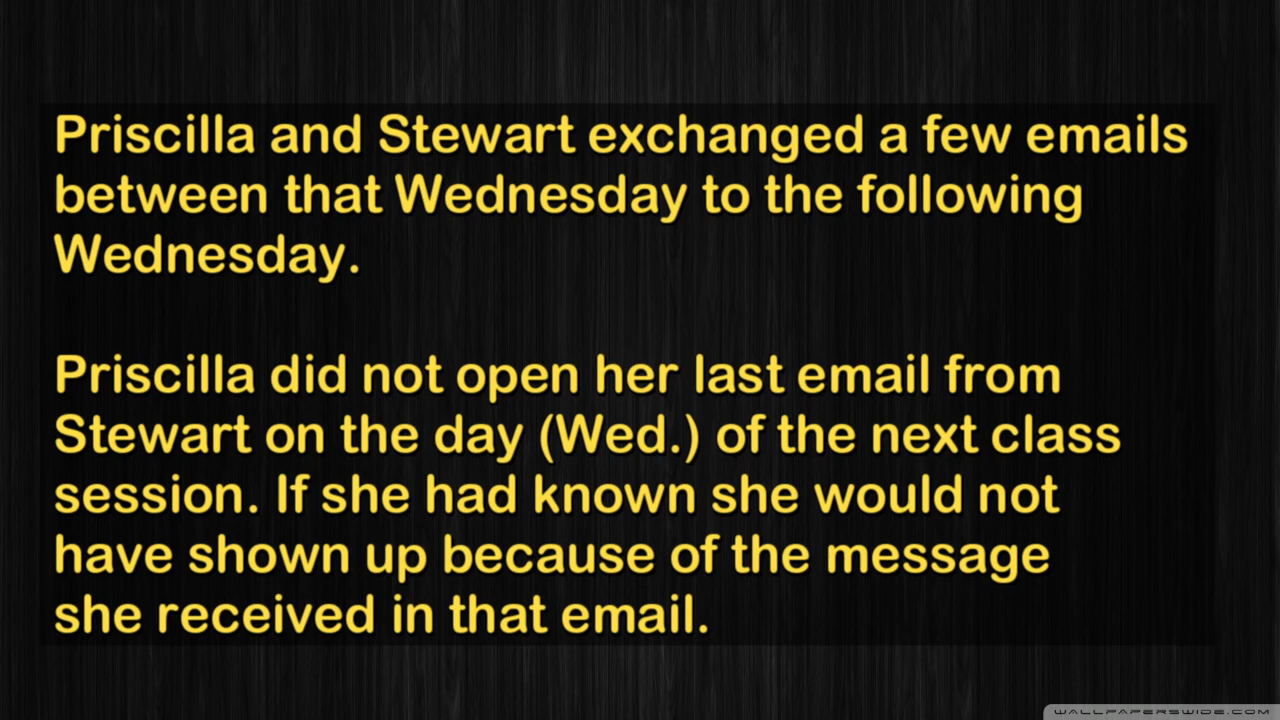 Priscilla and Stewart exchanged a few emails
between that Wednesday to the following
Wednesday.
Priscilla did not open her last email from
Stewart on the day (Wed.) of the next class
session. If she had known she would not
have shown up because of the message
she received in that email.
WALLPAPERSWIDE.COM